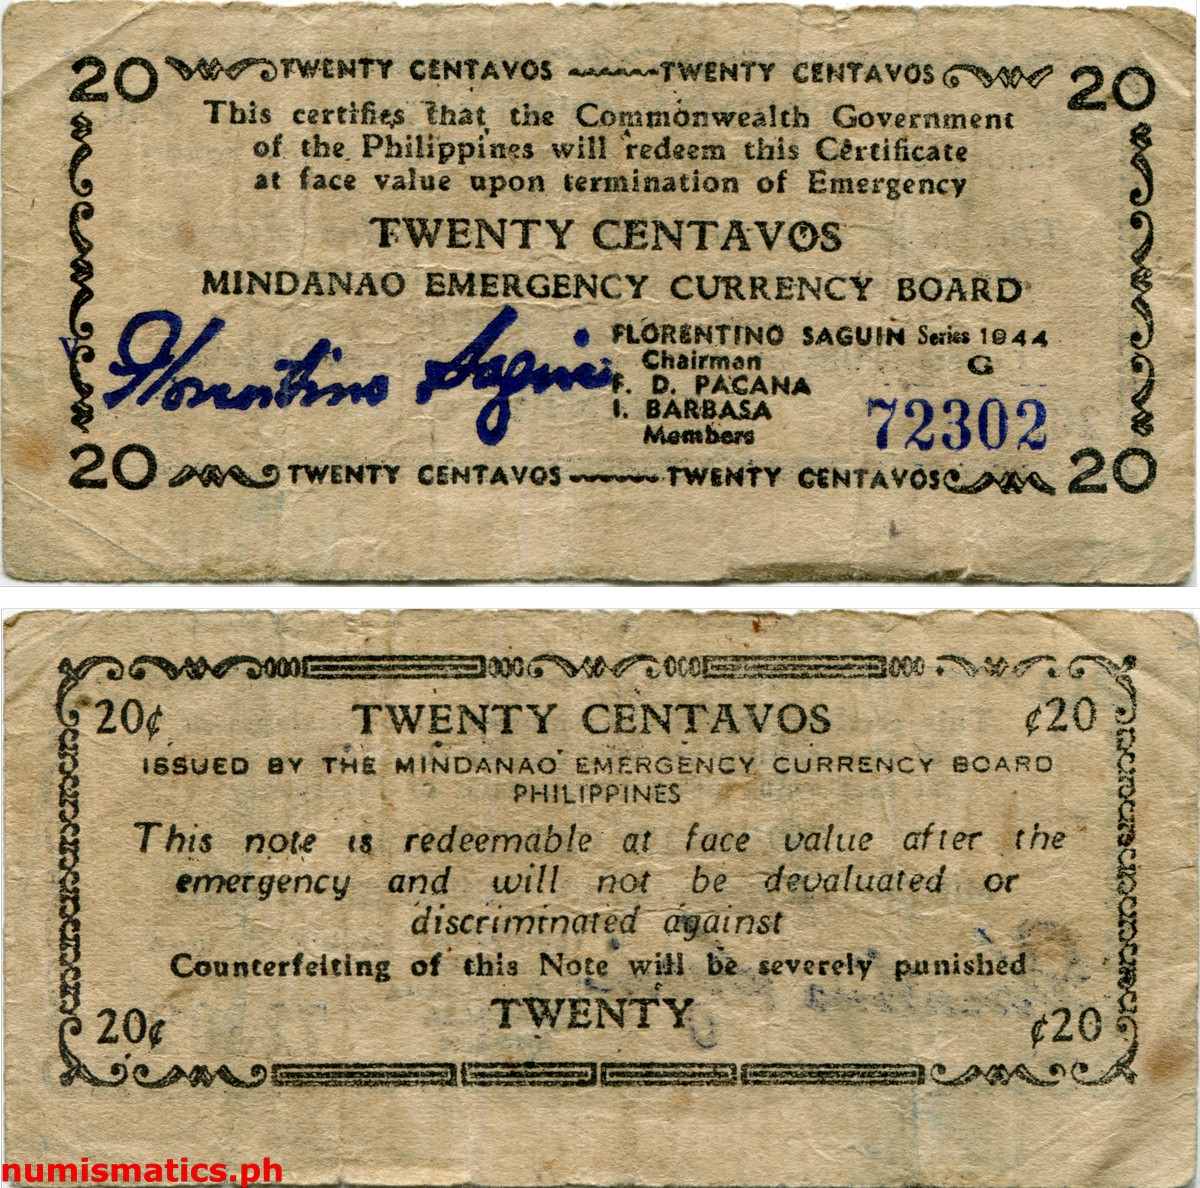 20 TWENTY CENTAVOS TWENTY CENTAVOS 20
This certifies that the Commonwealth Government
of the Philippines will redeem this Certificate
at face value upon termination of Emergency
TWENTY CENTAVOS
MINDANAO EMERGENCY CURRENCY BOARD
Florentino Saguin
FLORENTINO SAGUIN Series 1944
Chairman G
F. D. PACANA
I. BARBASA
Members
72302
20 TWENTY CENTAVOS TWENTY CENTAVOS 20
20¢ TWENTY CENTAVOS ¢20
ISSUED BY THE MINDANAO EMERGENCY CURRENCY BOARD
PHILIPPINES
This note is redeemable at face value after the
emergency and will not be devaluated or
discriminated against
Counterfeiting of this Note will be severely punished
20¢ TWENTY ¢20
numismatics.ph